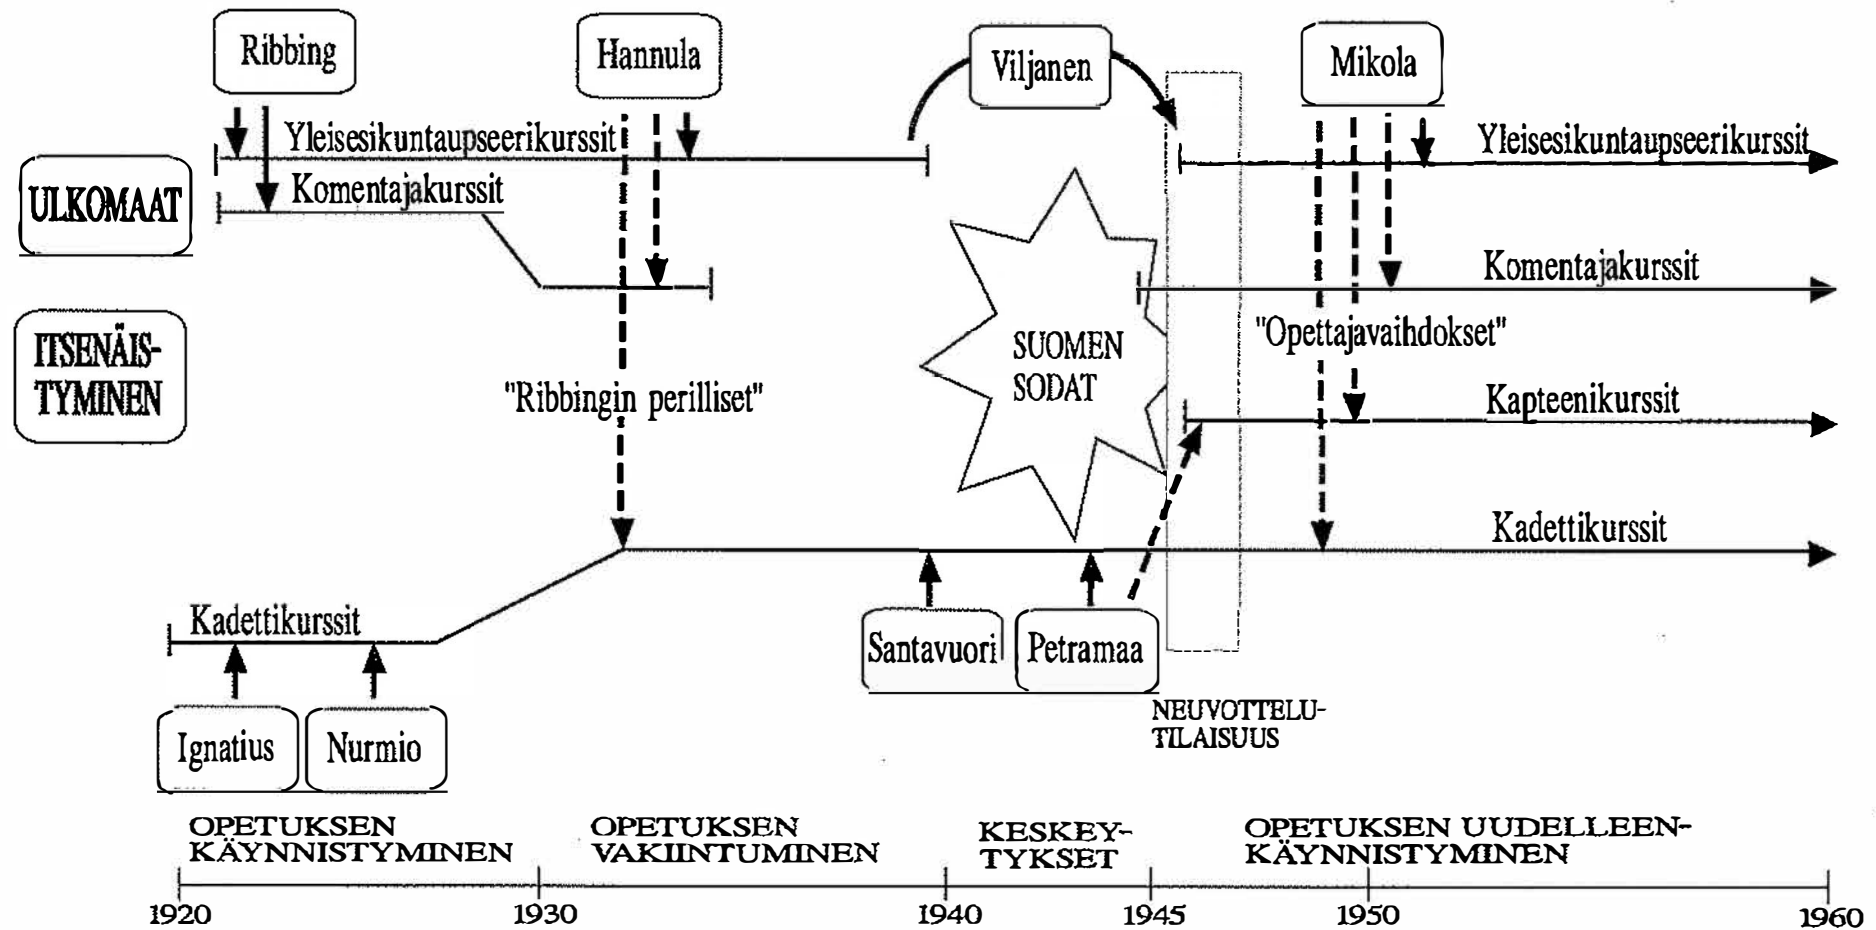 Ribbing
Hannula
Viljanen
Mikola
Yleisesikuntaupseerikurssit
Yleisesikuntaupseerikurssit
ULKOMAAT
Komentajakurssit
Komentajakurssit
ITSENÄIS-
TYMINEN
"Opettajavaihdokset"
SUOMEN
SODAT
"Ribbingin perilliset"
Kapteenikurssit
Kadettikurssit
Kadettikurssit
Santavuori
Petramaa
NEUVOTTELU-
TILAISUUS
Ignatius
Nurmio
OPETUKSEN
KÄYNNISTYMINEN
OPETUKSEN
VAKIINTUMINEN
KESKEY-
TYKSET
OPETUKSEN UUDELLEEN-
KÄYNNISTYMINEN
1920
1930
1940
1945
1950
1960